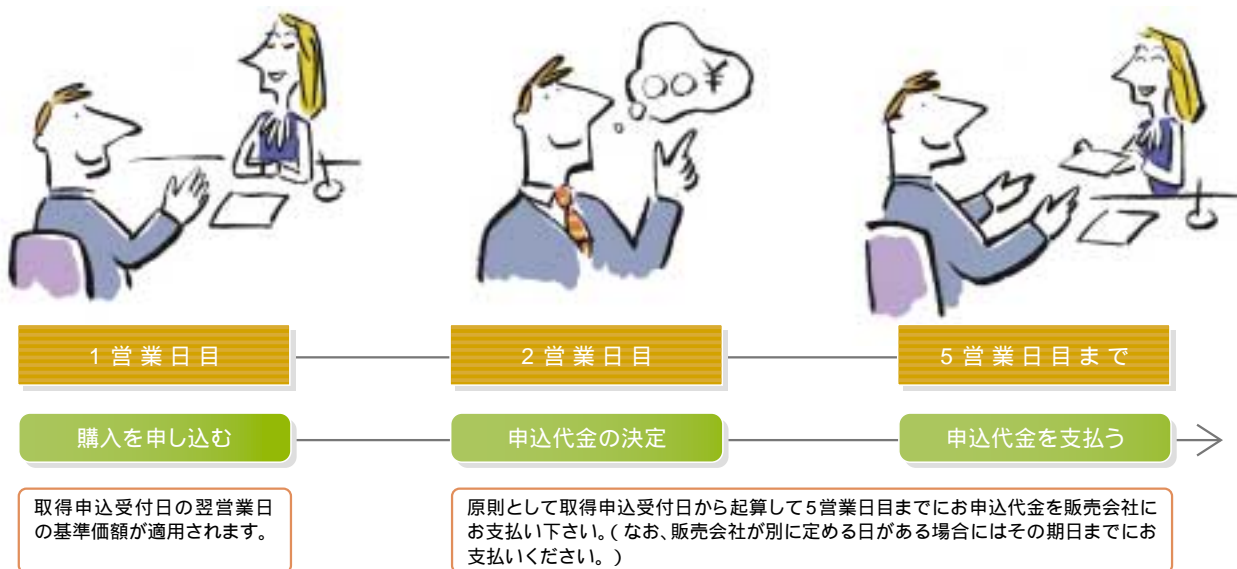 ○○¥
1営業日目
2営業日目
5営業日目まで
購入を申し込む
申込代金の決定
申込代金を支払う
取得申込受付日の翌営業日
の基準価額が適用されます。
原則として取得申込受付日から起算して5営業日目までにお申込代金を販売会社に
お支払い下さい。(なお、販売会社が別に定める日がある場合にはその期日までにお
支払いください。)